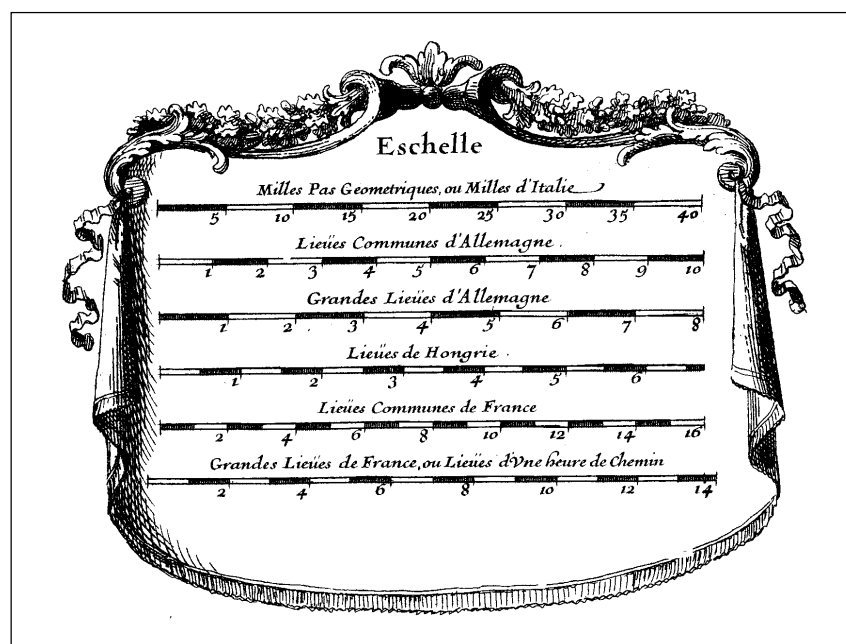 Eschelle
Milles Pas Geometriques, ou Milles d'Italie
5 10 15 20 25 30 35 40
Lieües Communes d'Allemagne.
1 2 3 4 5 6 7 8 9 10
Grandes Lieües d'Allemagne
1 2 3 4 5 6 7 8
Lieües de Hongrie.
1 2 3 4 5 6
Lieües Communes de France
2 4 6 8 10 12 14 16
Grandes Lieües de France, ou Lieües d'Vne heure de Chemin
2 4 6 8 10 12 14